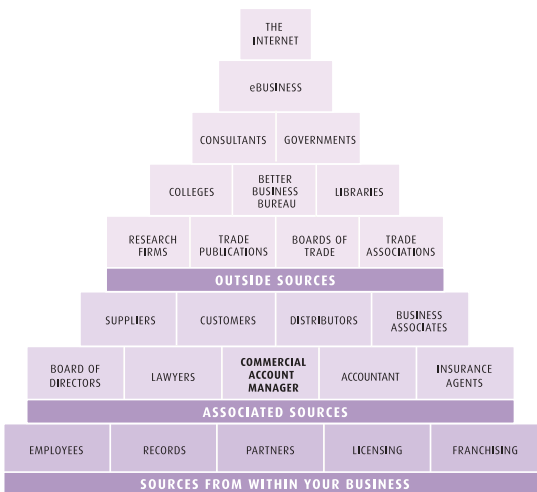 THE
INTERNET
eBUSINESS
CONSULTANTS
GOVERNMENTS
COLLEGES
BETTER
BUSINESS
BUREAU
LIBRARIES
RESEARCH
FIRMS
TRADE
PUBLICATIONS
BOARDS OF
TRADE
TRADE
ASSOCIATIONS
OUTSIDE SOURCES
SUPPLIERS
CUSTOMERS
DISTRIBUTORS
BUSINESS
ASSOCIATES
BOARD OF
DIRECTORS
LAWYERS
COMMERCIAL
ACCOUNT
MANAGER
ACCOUNTANT
INSURANCE
AGENTS
ASSOCIATED SOURCES
EMPLOYEES
RECORDS
PARTNERS
LICENSING
FRANCHISING
SOURCES FROM WITHIN YOUR BUSINESS